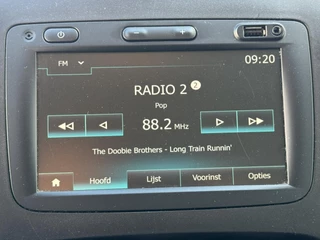 FM 09:20
RADIO 2 2
Pop
88.2 MHz
The Doobie Brothers - Long Train Runnin'
Hoofd Lijst Voorinst Opties